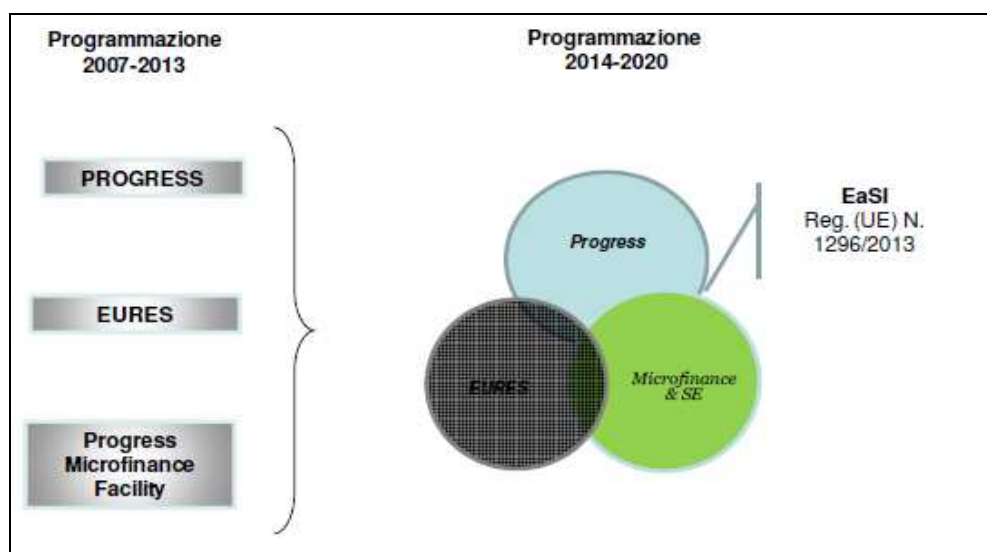 Programmazione
2007-2013
PROGRESS
EURES
Progress
Microfinance
Facility
Programmazione
2014-2020
Progress
EURES
Microfinance
& SE
EaSI
Reg. (UE) N.
1296/2013